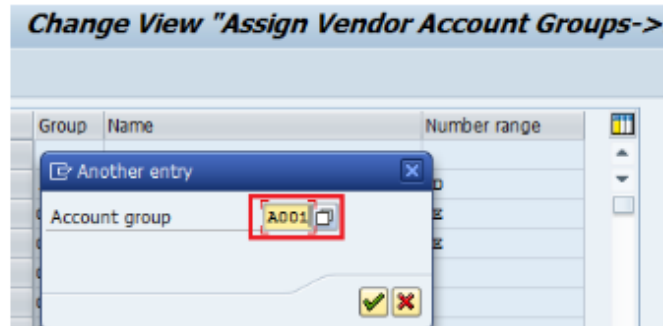 Change View "Assign Vendor Account Groups->
Group Name Number range
Another entry
Account group A001